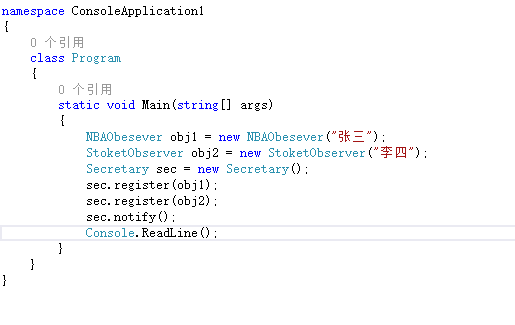 namespace ConsoleApplication1
{
0 个引用
class Program
{
0 个引用
static void Main(string[] args)
{
NBAObesever obj1 = new NBAObesever("张三");
StoketObserver obj2 = new StoketObserver("李四");
Secretary sec = new Secretary();
sec.register(obj1);
sec.register(obj2);
sec.notify();
Console.ReadLine();
}
}
}